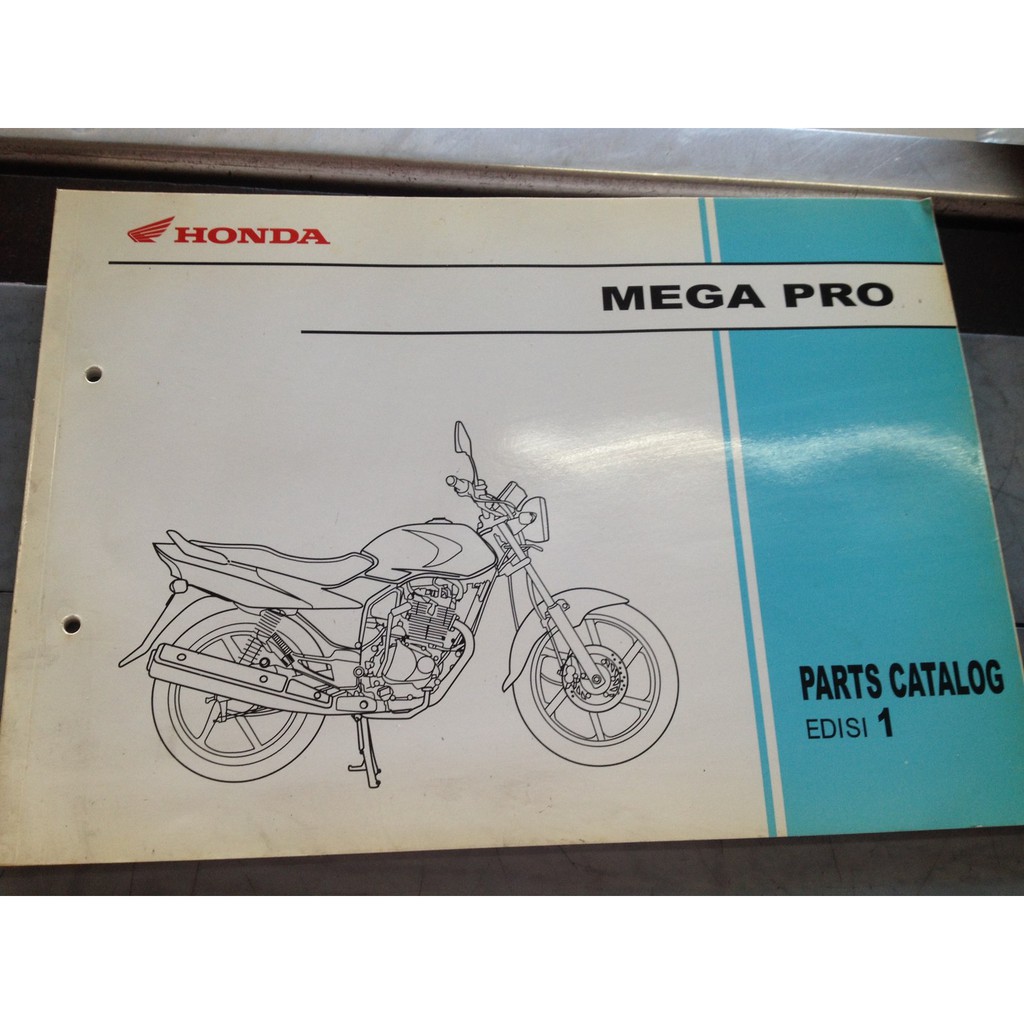 HONDA
MEGA PRO
PARTS CATALOG
EDISI 1